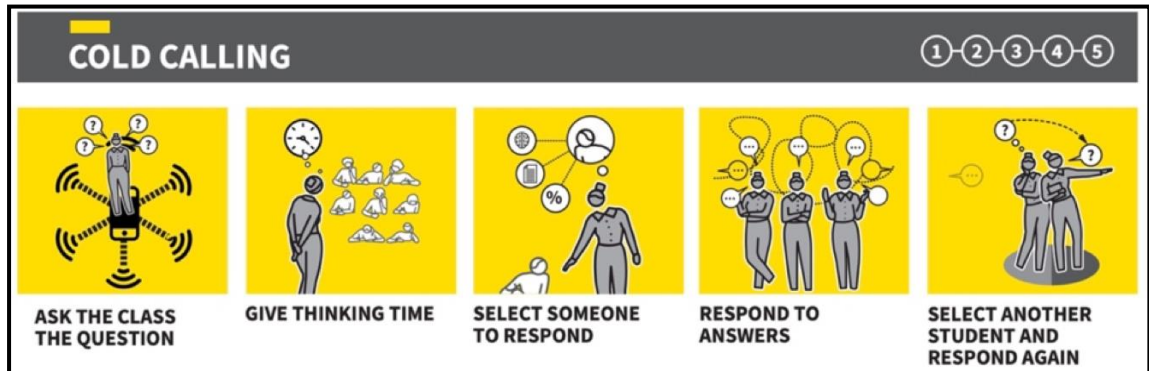 COLD CALLING
1 2 3 4 5
? ? ? ?
%
... ... ... ... ...
? ?
...
ASK THE CLASS
THE QUESTION
GIVE THINKING TIME
SELECT SOMEONE
TO RESPOND
RESPOND TO
ANSWERS
SELECT ANOTHER
STUDENT AND
RESPOND AGAIN